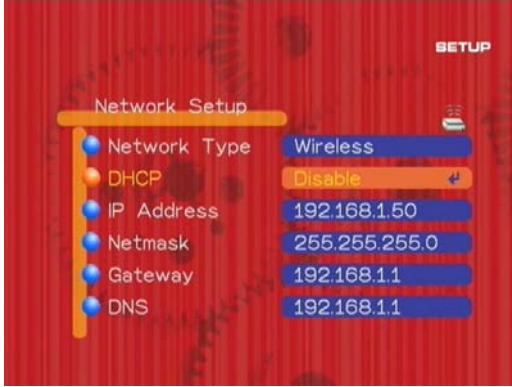 SETUP
Network Setup
Network Type Wireless
DHCP Disable
IP Address 192.168.1.50
Netmask 255.255.255.0
Gateway 192.168.1.1
DNS 192.168.1.1